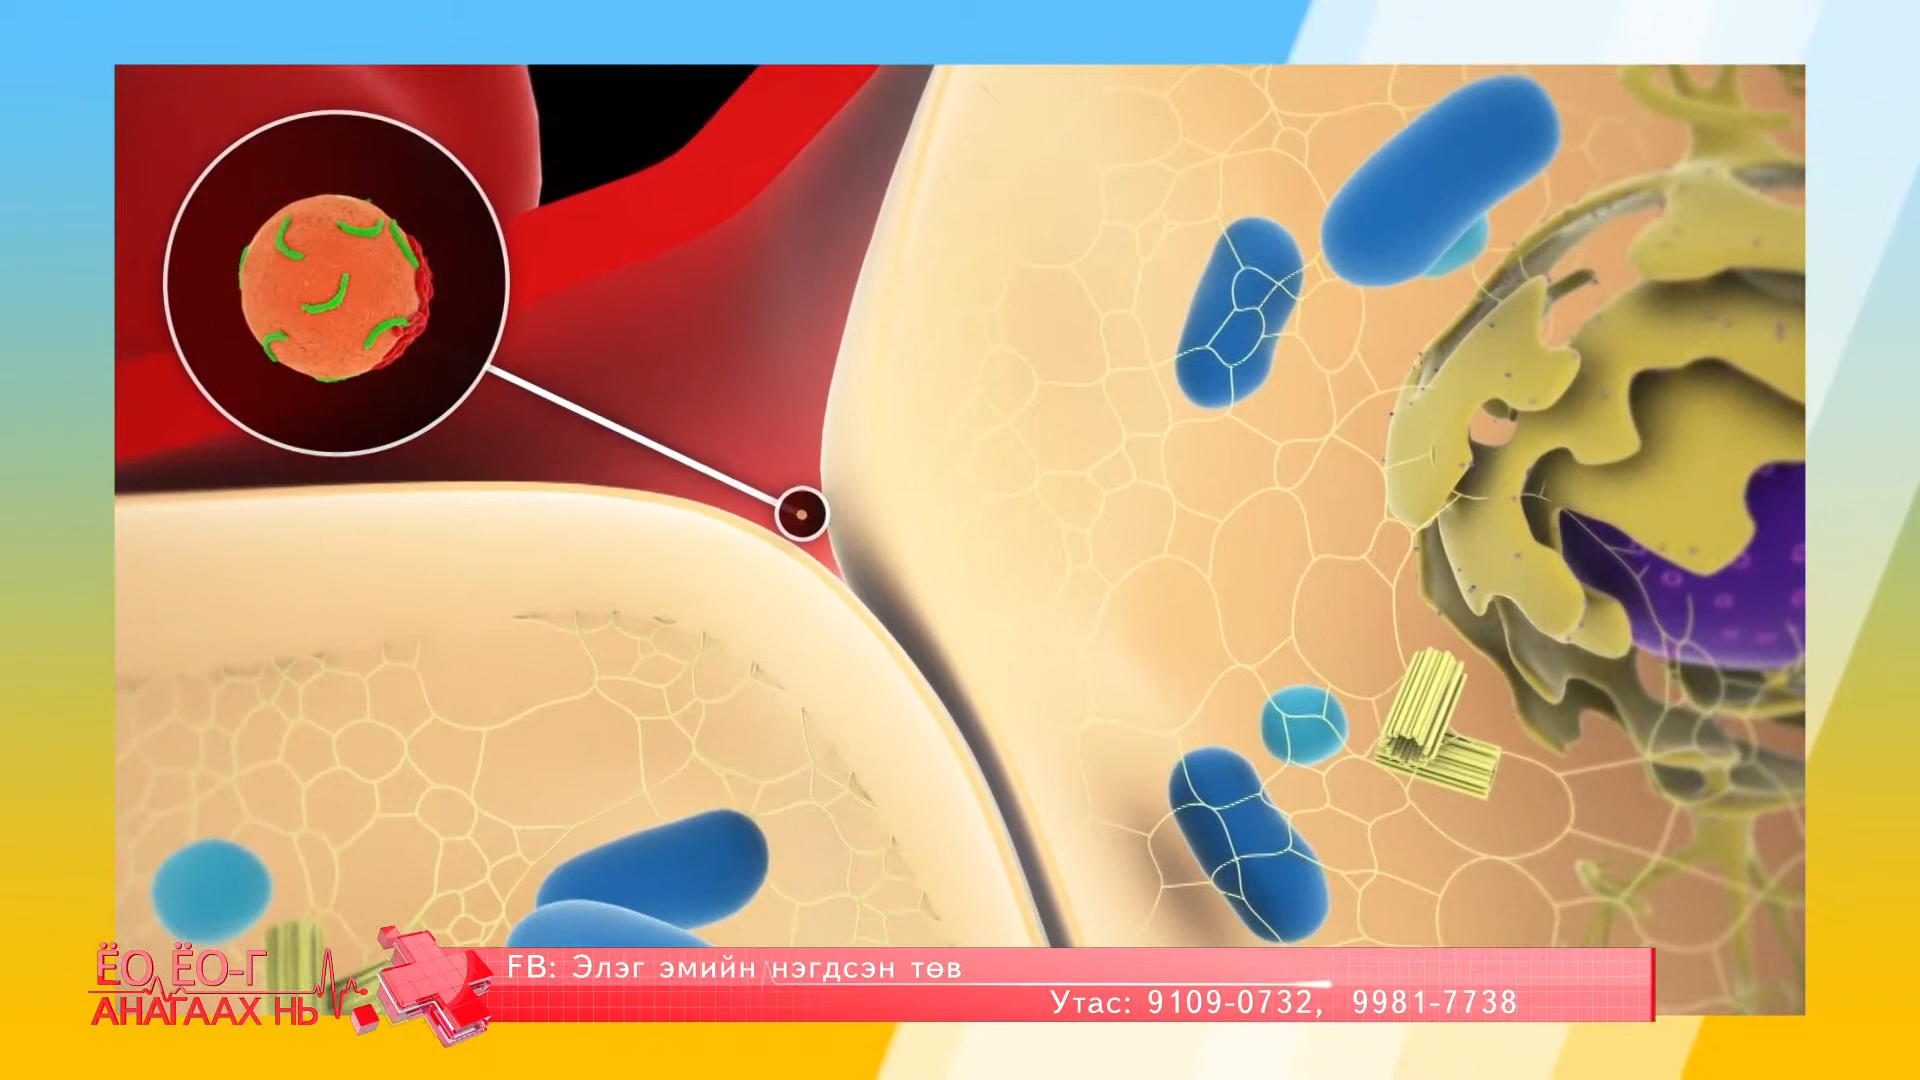 ЁО, ЁО-Г
АНАГААХ НЬ
FB: Элэг эмийн нэгдсэн төв
Утас: 9109-0732, 9981-7738